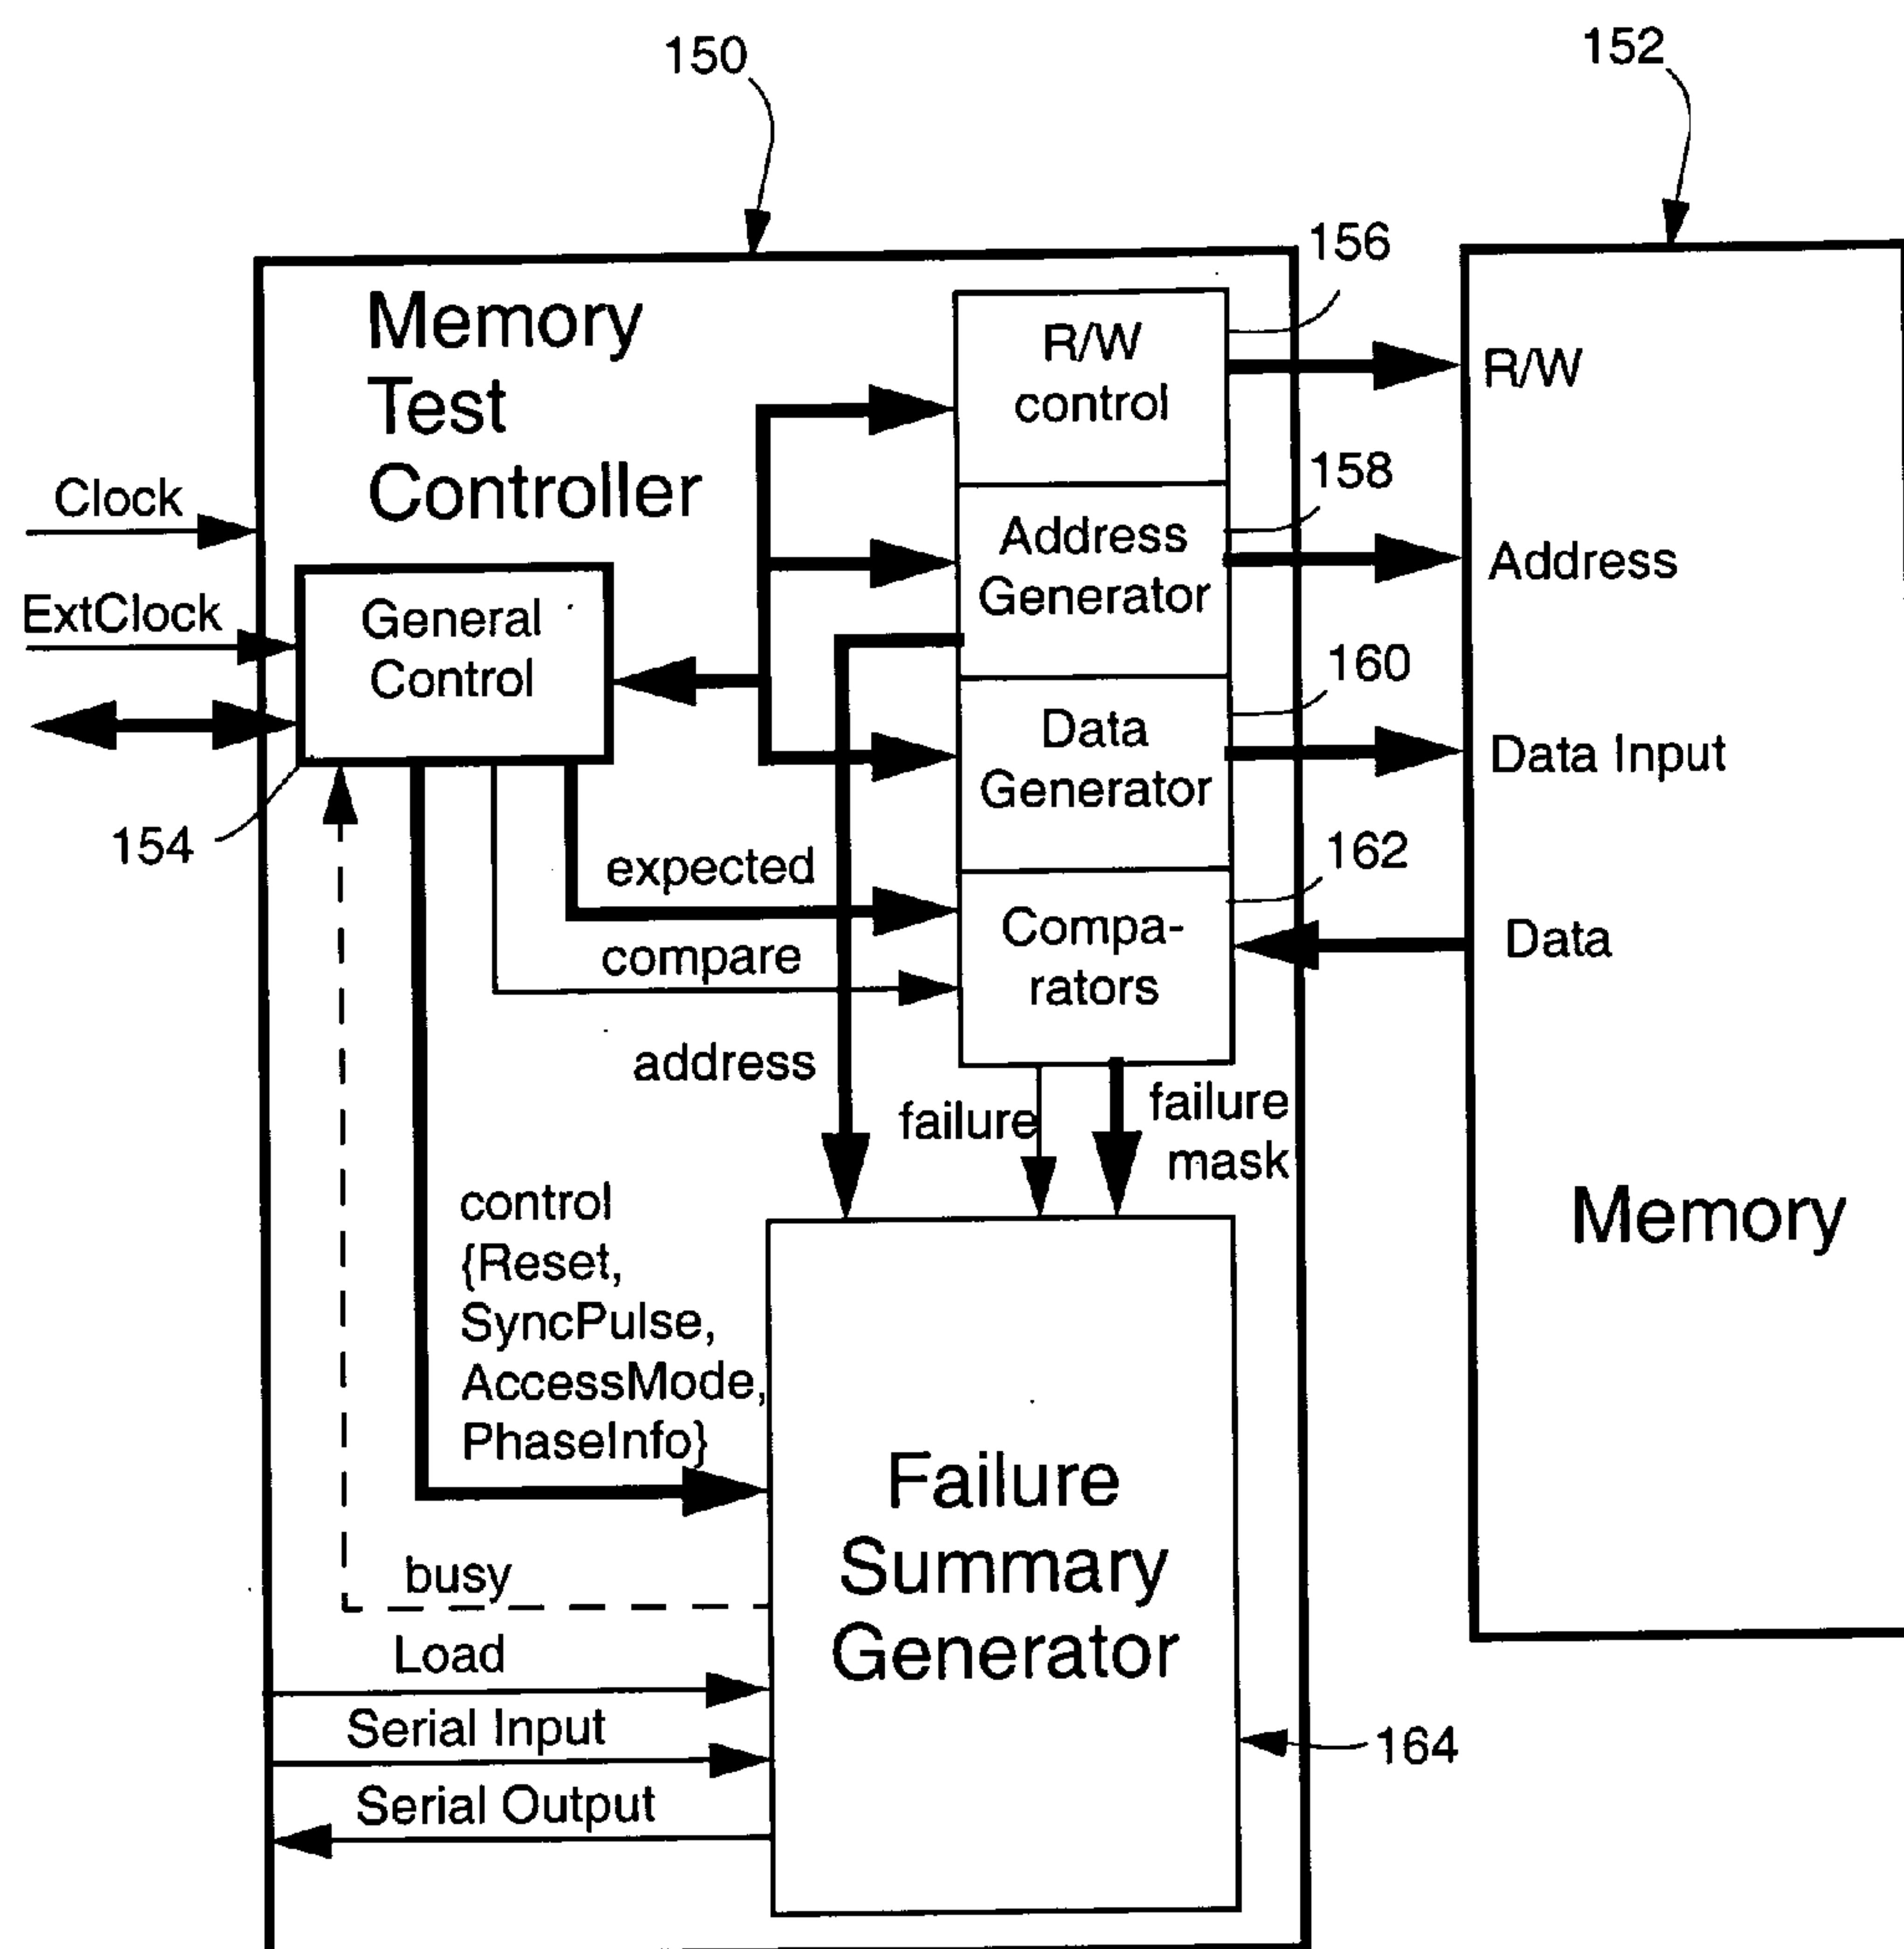 150
152
156
Memory
Test
Controller
R/W
control
R/W
158
Clock
Address
Generator
Address
ExtClock
General
Control
160
Data
Generator
Data Input
154
expected
162
Compa-
rators
Data
compare
address
failure
failure
mask
control
{Reset,
SyncPulse,
AccessMode,
PhaseInfo}
Memory
Failure
Summary
Generator
busy
Load
Serial Input
164
Serial Output